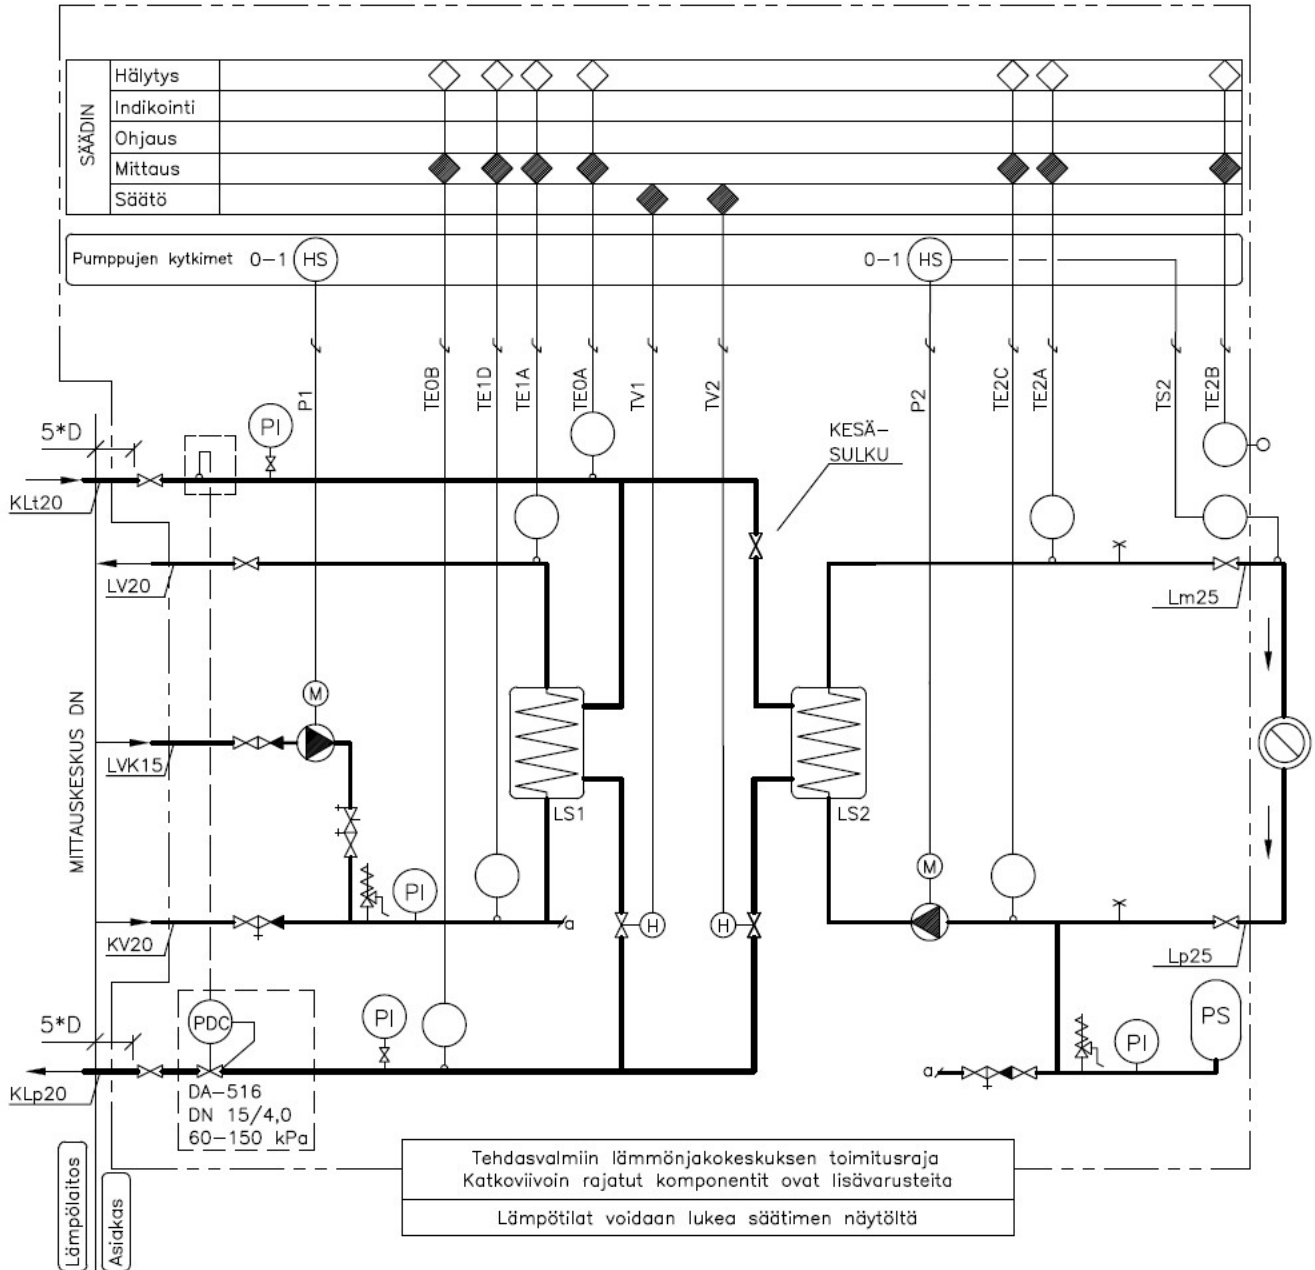 SÄÄDIN
Hälytys
Indikointi
Ohjaus
Mittaus
Säätö
Pumppujen kytkimet 0-1 HS
0-1 HS
P1
TE0B
TE1D
TE1A
TE0A
TV1
TV2
P2
TE2C
TE2A
TS2
TE2B
5*D
PI
KESÄ-
SULKU
KLt20
LV20
Lm25
MITTAUSKESKUS DN
M
LVK15
LS1
LS2
M
PI
H
H
a
KV20
Lp25
5*D
PDC
PI
PS
PI
a
KLp20
DA-516
DN 15/4,0
60-150 kPa
Lämpölaitos
Asiakas
Tehdasvalmiin lämmönjakokeskuksen toimitusraja
Katkoviivoin rajatut komponentit ovat lisävarusteita
Lämpötilat voidaan lukea säätimen näytöltä